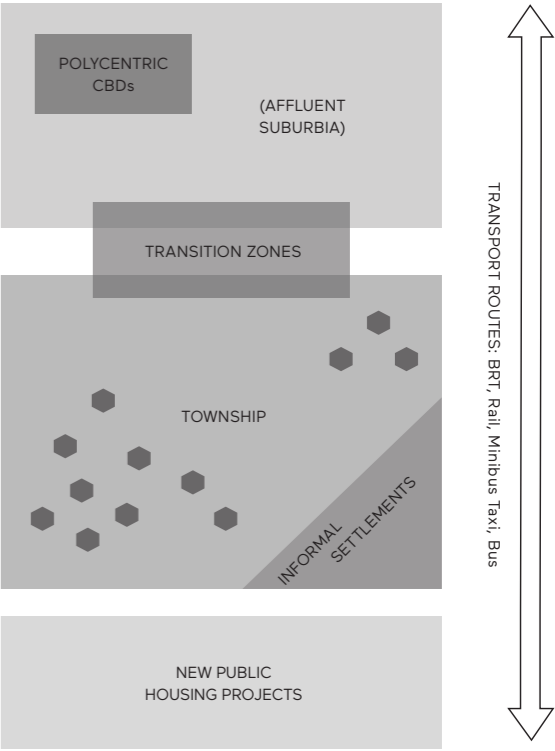 POLYCENTRIC
CBDs
(AFFLUENT
SUBURBIA)
TRANSITION ZONES
TOWNSHIP
INFORMAL
SETTLEMENTS
NEW PUBLIC
HOUSING PROJECTS
TRANSPORT ROUTES: BRT, Rail, Minibus Taxi, Bus